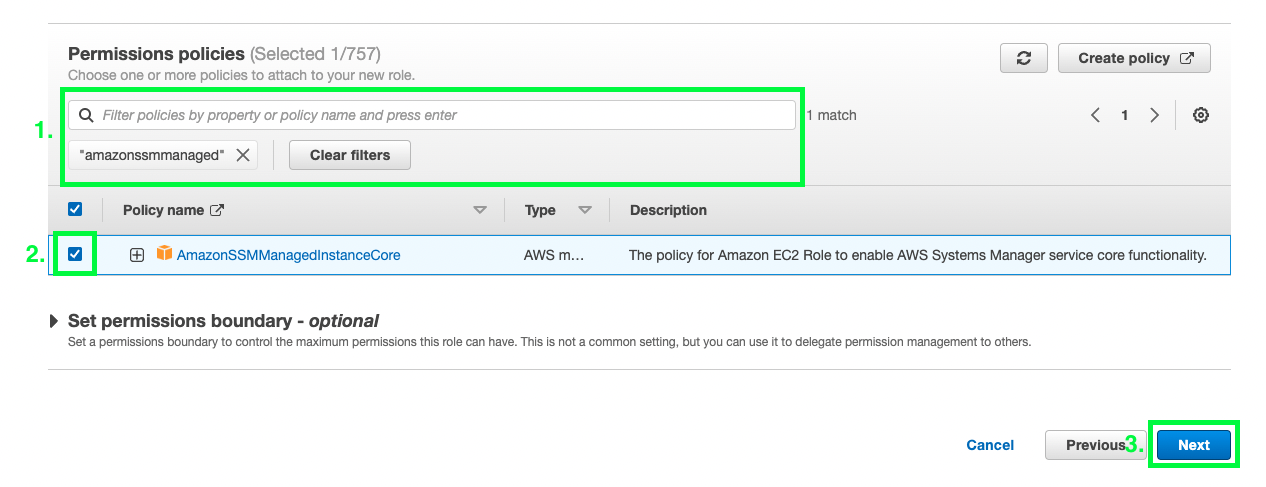 Permissions policies (Selected 1/757)
Choose one or more policies to attach to your new role.
Create policy
1.
Filter policies by property or policy name and press enter
1 match
1
"amazonssmmanaged"
Clear filters
Policy name
Type
Description
2.
AmazonSSMManagedInstanceCore
AWS m...
The policy for Amazon EC2 Role to enable AWS Systems Manager service core functionality.
Set permissions boundary - optional
Set a permissions boundary to control the maximum permissions this role can have. This is not a common setting, but you can use it to delegate permission management to others.
Cancel
Previous
3.
Next